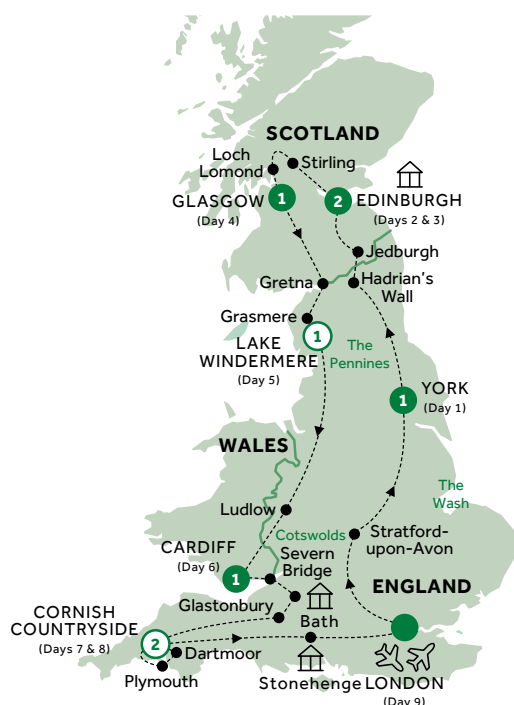 SCOTLAND
Loch
Lomond
Stirling
GLASGOW
(Day 4)
1
2
EDINBURGH
(Days 2 & 3)
Jedburgh
Gretna
Hadrian's
Wall
Grasmere
1
LAKE
WINDERMERE
(Day 5)
The
Pennines
1
YORK
(Day 1)
WALES
The
Wash
Ludlow
Cotswolds
Stratford-
upon-Avon
CARDIFF
(Day 6)
1
Severn
Bridge
ENGLAND
Glastonbury
Bath
CORNISH
COUNTRYSIDE
(Days 7 & 8)
2
Dartmoor
Plymouth
Stonehenge
LONDON
(Day 9)